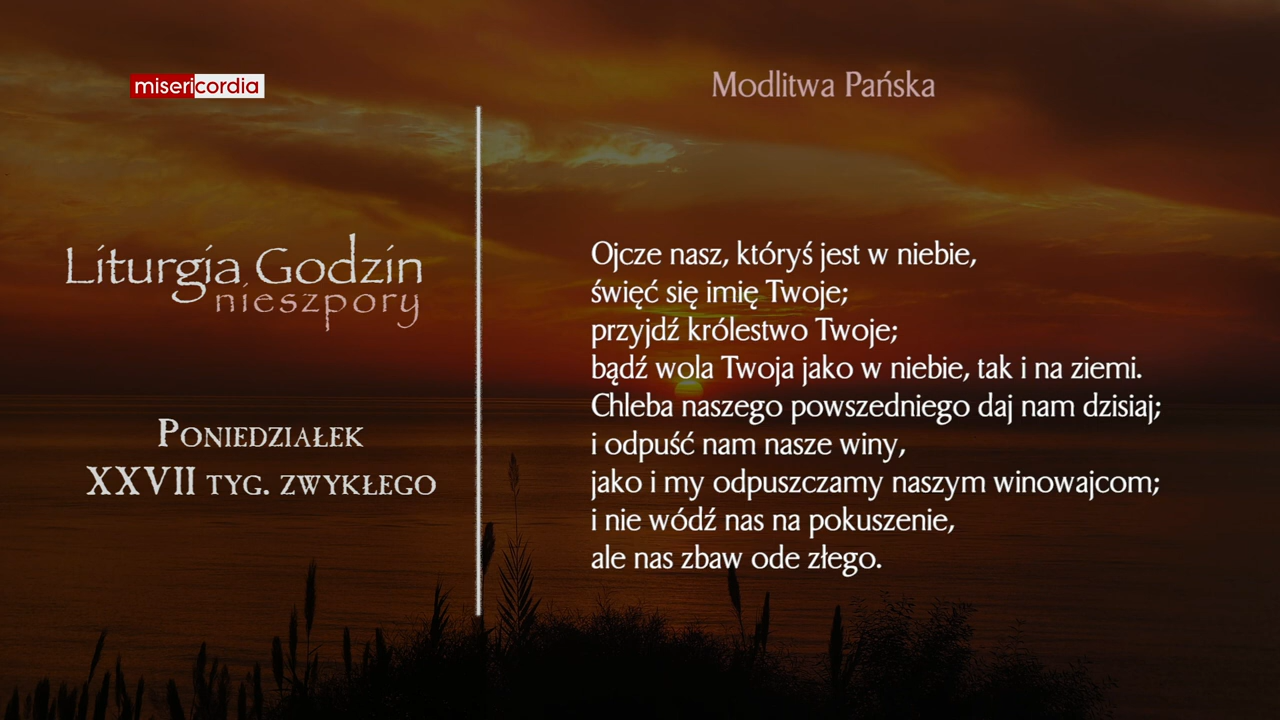 misericordia
Liturgia Godzin
nieszpory
Poniedziałek
XXVII tyg. zwykłego
Modlitwa Pańska
Ojcze nasz, któryś jest w niebie,
święć się imię Twoje;
przyjdź królestwo Twoje;
bądź wola Twoja jako w niebie, tak i na ziemi.
Chleba naszego powszedniego daj nam dzisiaj;
i odpuść nam nasze winy,
jako i my odpuszczamy naszym winowajcom;
i nie wódź nas na pokuszenie,
ale nas zbaw ode złego.